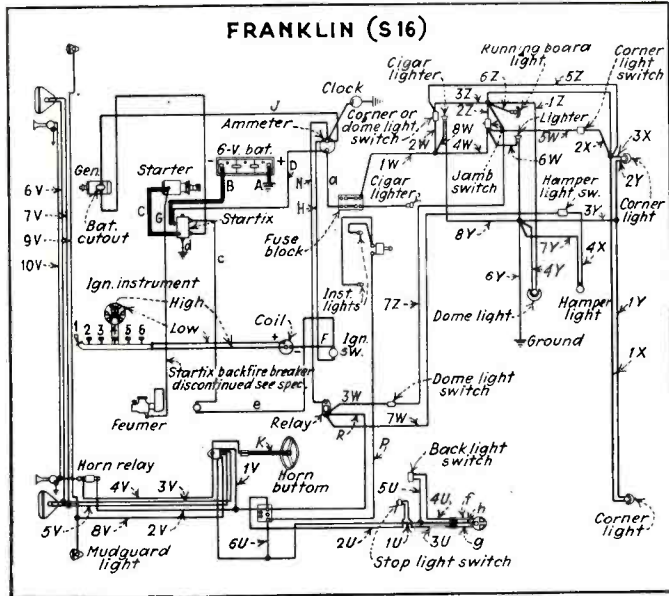 FRANKLIN (S16)
Cigar lighter
Running board light
Corner light switch
6Z
5Z
3Z
2Z
1Z
Clock
J
Corner or dome light switch
Ammeter
Lighter
8W
2W
4W
5W
2X
3X
6W
1W
2Y
Gen.
Starter
6-V bat.
-
+
D
B
A
N
a
H
Jamb switch
Cigar lighter
Hamper light sw.
Corner light
3Y
6V
7V
9V
10V
Bat. cutout
C
G
Startix
d
c
Fuse block
8Y
7Y
4X
6Y
4Y
Inst. lights
7Z
Ign. instrument
High
Low
Dome light
Hamper light
1Y
Coil
+
-
F
Ign. sw.
1 2 3 4 5 6
Ground
1X
Startix backfire breaker
discontinued see spec.
Dome light switch
Feumer
e
3W
Relay
R
7W
P
K
Horn relay
1V
Horn buttom
Back light switch
4V
3V
5U
4U
f
h
5V
8V
2V
6U
2U
1U
3U
g
Mudguard light
Stop light switch
Corner light